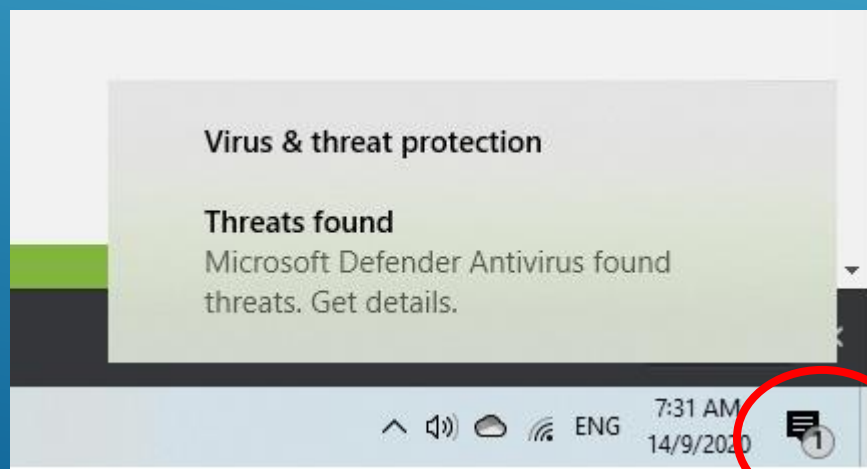 Virus & threat protection
Threats found
Microsoft Defender Antivirus found
threats. Get details.
ENG
7:31 AM
14/9/2020
1